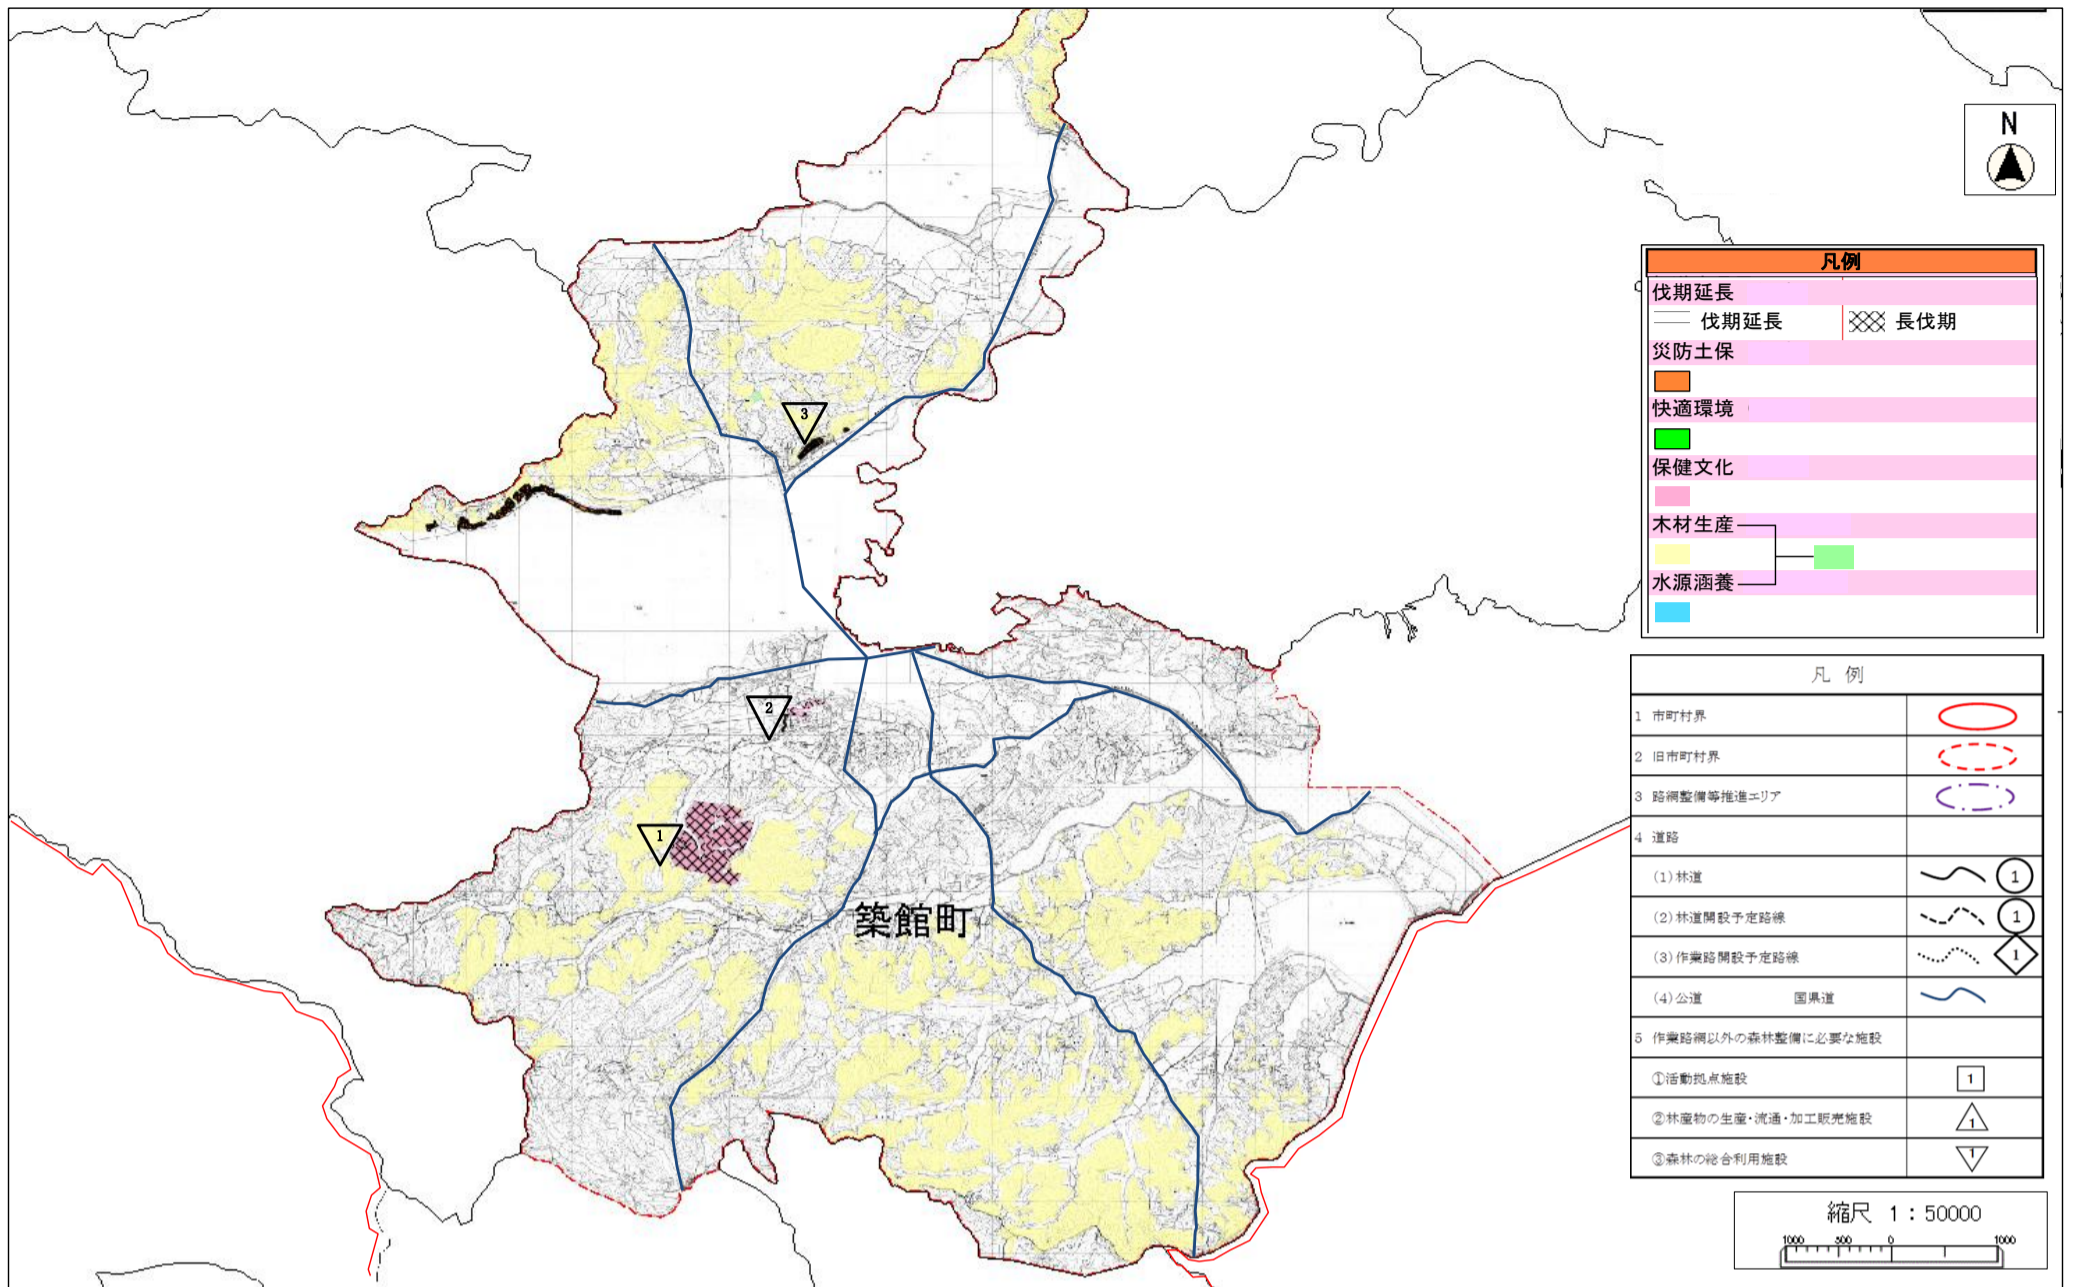 N
凡例
伐期延長
伐期延長 長伐期
災防土保
快適環境
保健文化
木材生産
水源涵養
3
2
1
築館町
凡 例
1 市町村界
2 旧市町村界
3 路網整備等推進エリア
4 道路
(1)林道 1
(2)林道開設予定路線 1
(3)作業路開設予定路線 1
(4)公道 国県道
5 作業路網以外の森林整備に必要な施設
①活動拠点施設 1
②林産物の生産・流通・加工販売施設 1
③森林の総合利用施設 1
縮尺 1：50000
1000 500 0 1000